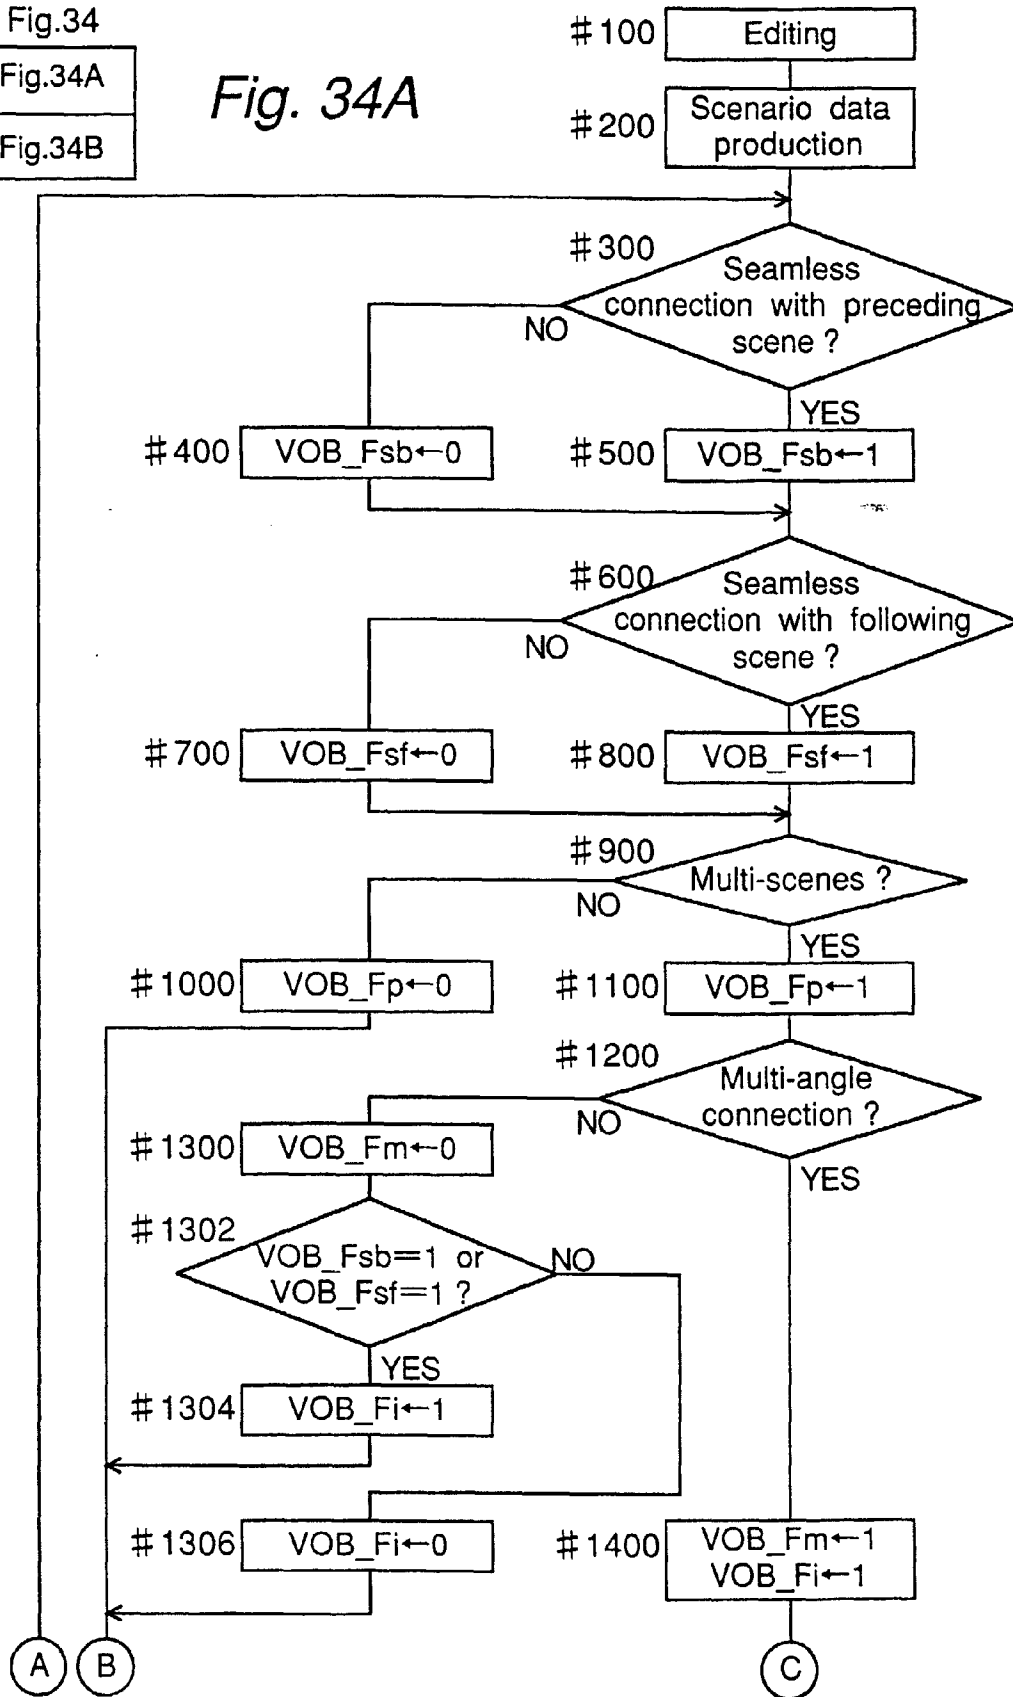 Fig.34
Fig.34A
Fig.34B
Fig. 34A
#100
Editing
#200
Scenario data
production
#300
Seamless
connection with preceding
scene ?
NO
YES
#400
VOB_Fsb←0
#500
VOB_Fsb←1
#600
Seamless
connection with following
scene ?
NO
YES
#700
VOB_Fsf←0
#800
VOB_Fsf←1
#900
Multi-scenes ?
NO
YES
#1000
VOB_Fp←0
#1100
VOB_Fp←1
#1200
Multi-angle
connection ?
NO
YES
#1300
VOB_Fm←0
#1302
VOB_Fsb=1 or
VOB_Fsf=1 ?
NO
YES
#1304
VOB_Fi←1
#1306
VOB_Fi←0
#1400
VOB_Fm←1
VOB_Fi←1
A
B
C